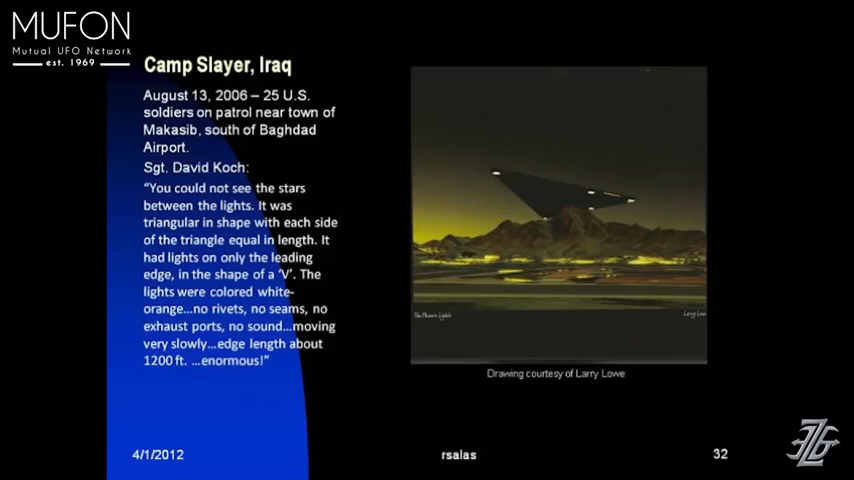 MUFON
Mutual UFO Network
est. 1969
Camp Slayer, Iraq
August 13, 2006 – 25 U.S.
soldiers on patrol near town of
Makasib, south of Baghdad
Airport.
Sgt. David Koch:
“You could not see the stars
between the lights. It was
triangular in shape with each side
of the triangle equal in length. It
had lights on only the leading
edge, in the shape of a ‘V’. The
lights were colored white-
orange…no rivets, no seams, no
exhaust ports, no sound…moving
very slowly…edge length about
1200 ft. …enormous!”
The Phoenix Lights
Larry Lowe
Drawing courtesy of Larry Lowe
4/1/2012
rsalas
32